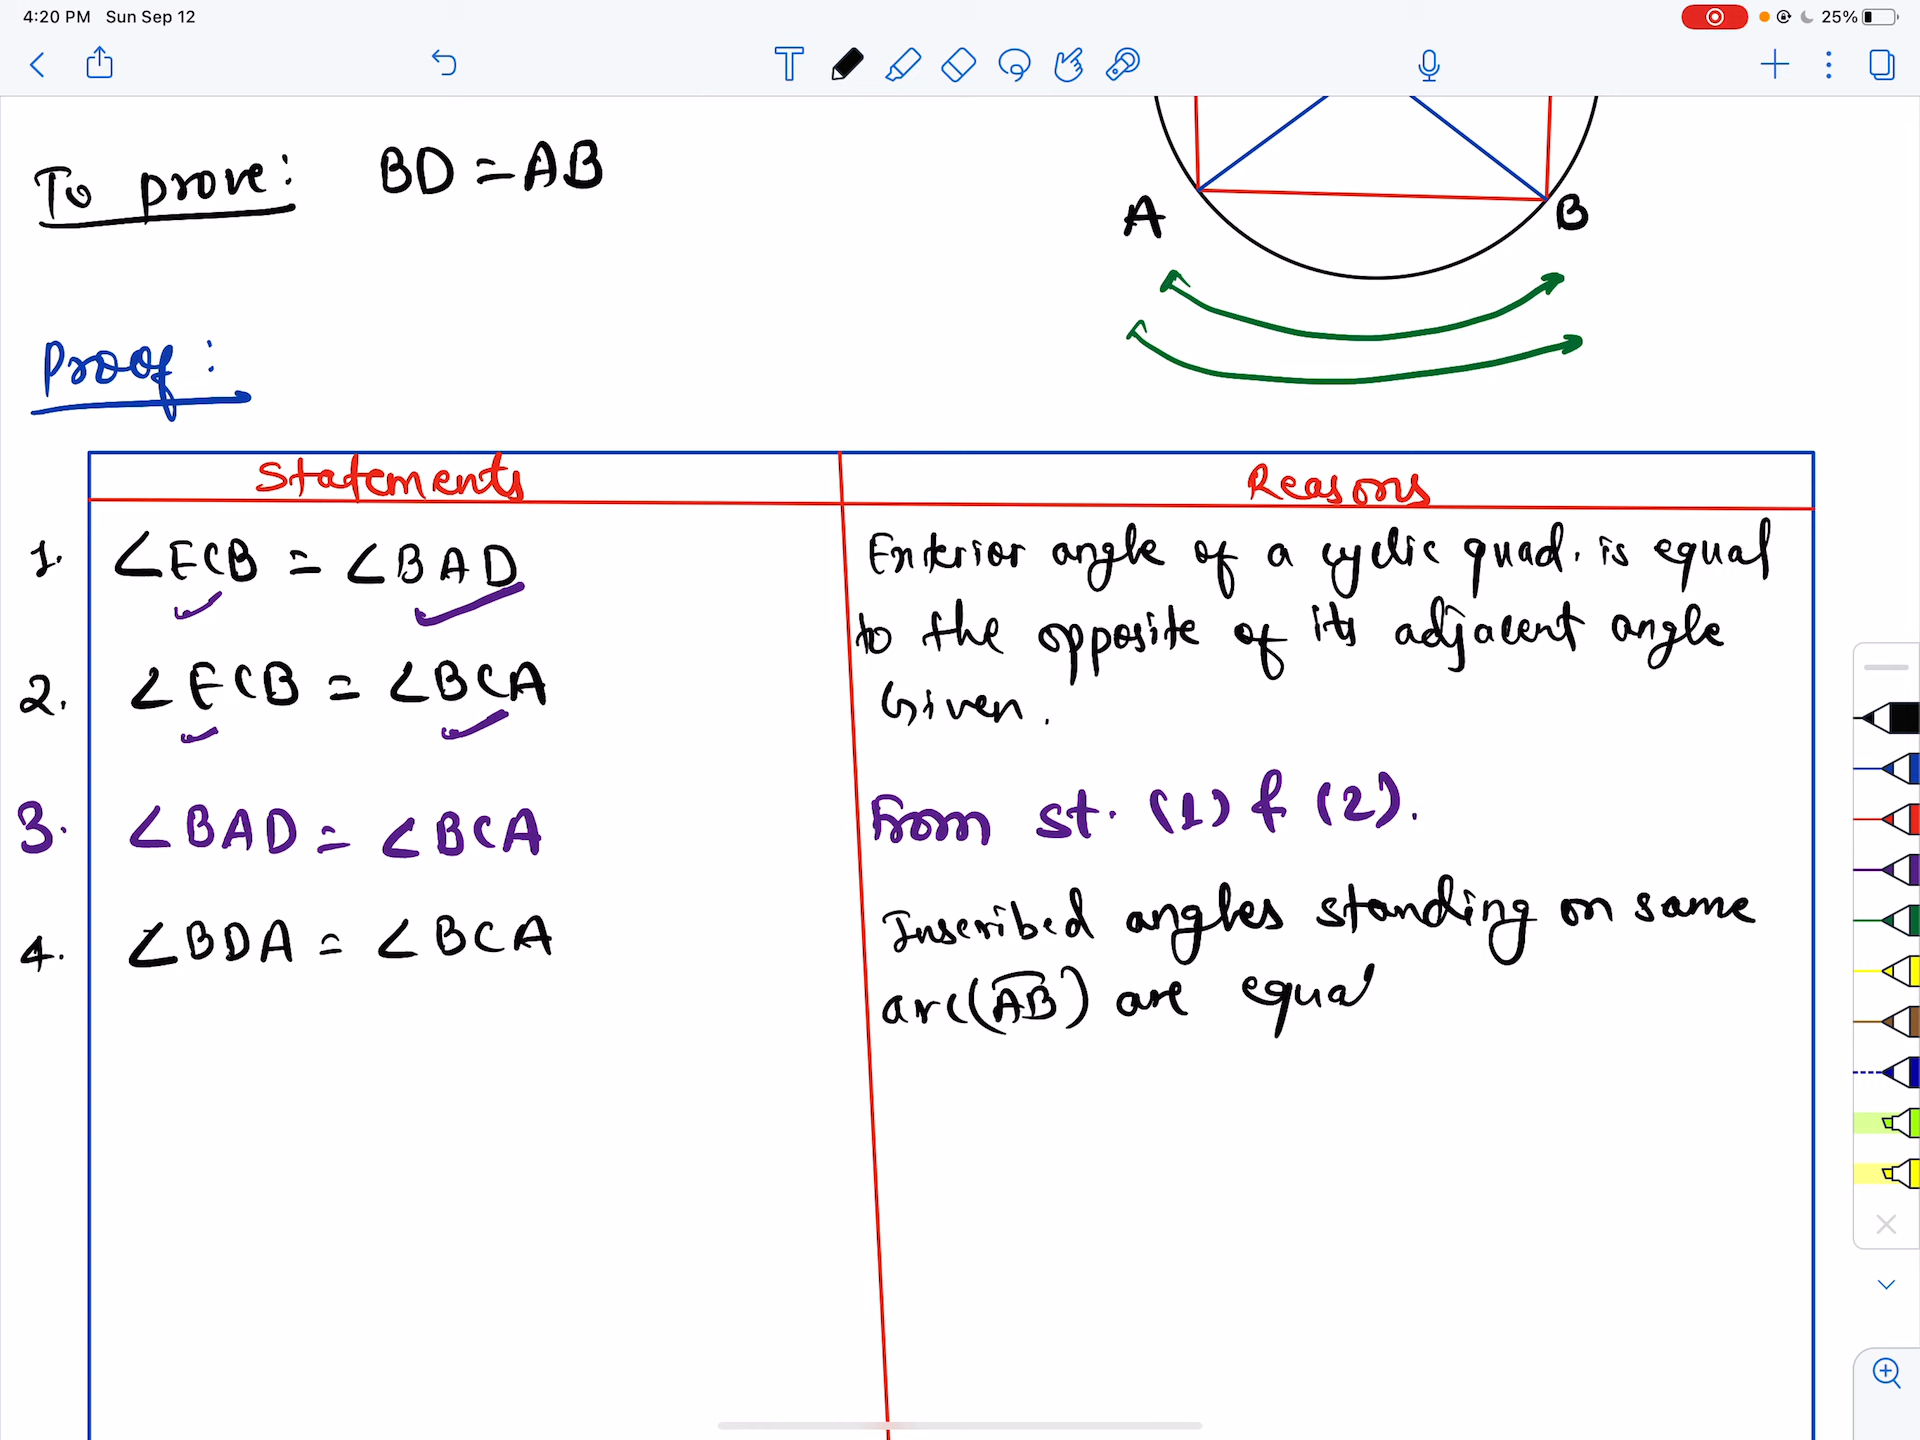 4:20 PM Sun Sep 12
25%
To prove: BD = AB
A
B
Proof:
Statements
Reasons
1. ∠ECB = ∠BAD
Exterior angle of a cyclic quad. is equal
to the opposite of its adjacent angle
2. ∠ECB = ∠BCA
Given.
3. ∠BAD = ∠BCA
From st. (1) & (2).
4. ∠BDA = ∠BCA
Inscribed angles standing on same
arc(A͡B) are equal